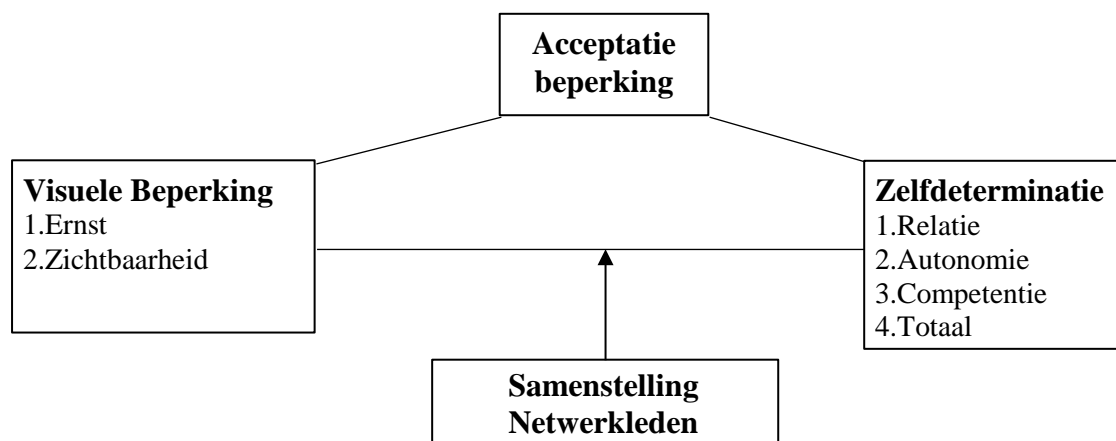 Acceptatie
beperking
Visuele Beperking
1.Ernst
2.Zichtbaarheid
Zelfdeterminatie
1.Relatie
2.Autonomie
3.Competentie
4.Totaal
Samenstelling
Netwerkleden